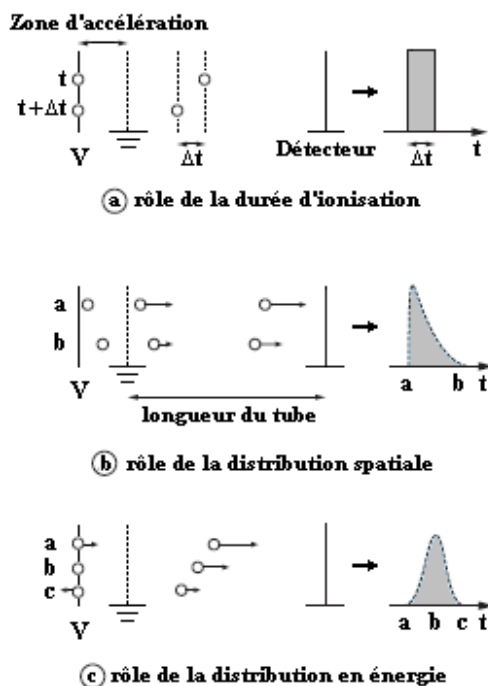 Zone d'accélération
t
t+Δt
V
Δt
Détecteur
Δt
t
a rôle de la durée d'ionisation
a
b
V
longueur du tube
a
b
t
b rôle de la distribution spatiale
a
b
c
V
a
b
c
t
c rôle de la distribution en énergie